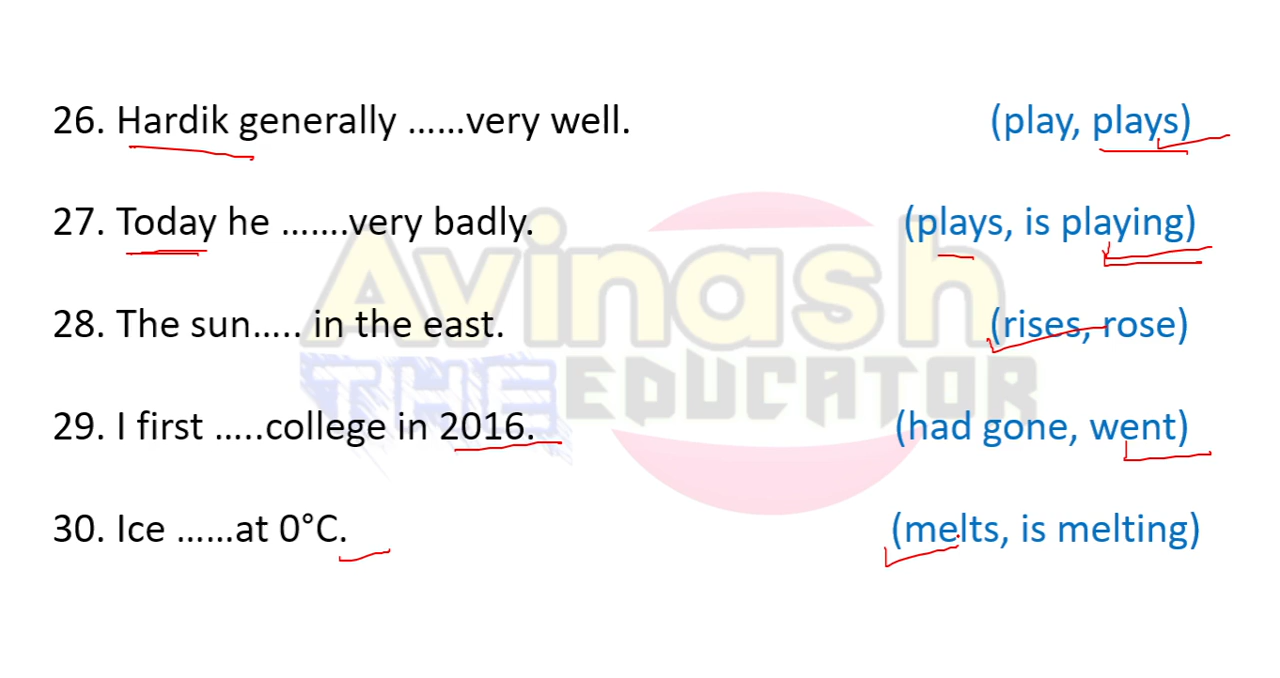 26. Hardik generally ......very well. (play, plays)
27. Today he .......very badly. (plays, is playing)
Avinash
28. The sun..... in the east. (rises, rose)
THE EDUCATOR
29. I first .....college in 2016. (had gone, went)
30. Ice ......at 0°C. (melts, is melting)